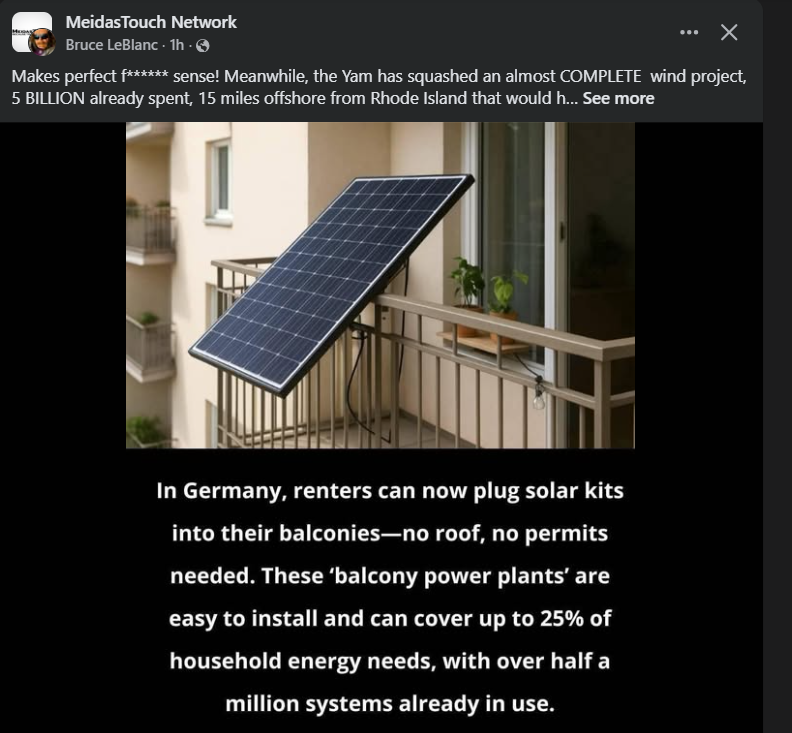 MeidasTouch Network
Bruce LeBlanc · 1h ·
Makes perfect f****** sense! Meanwhile, the Yam has squashed an almost COMPLETE wind project,
5 BILLION already spent, 15 miles offshore from Rhode Island that would h... See more
In Germany, renters can now plug solar kits
into their balconies—no roof, no permits
needed. These ‘balcony power plants’ are
easy to install and can cover up to 25% of
household energy needs, with over half a
million systems already in use.